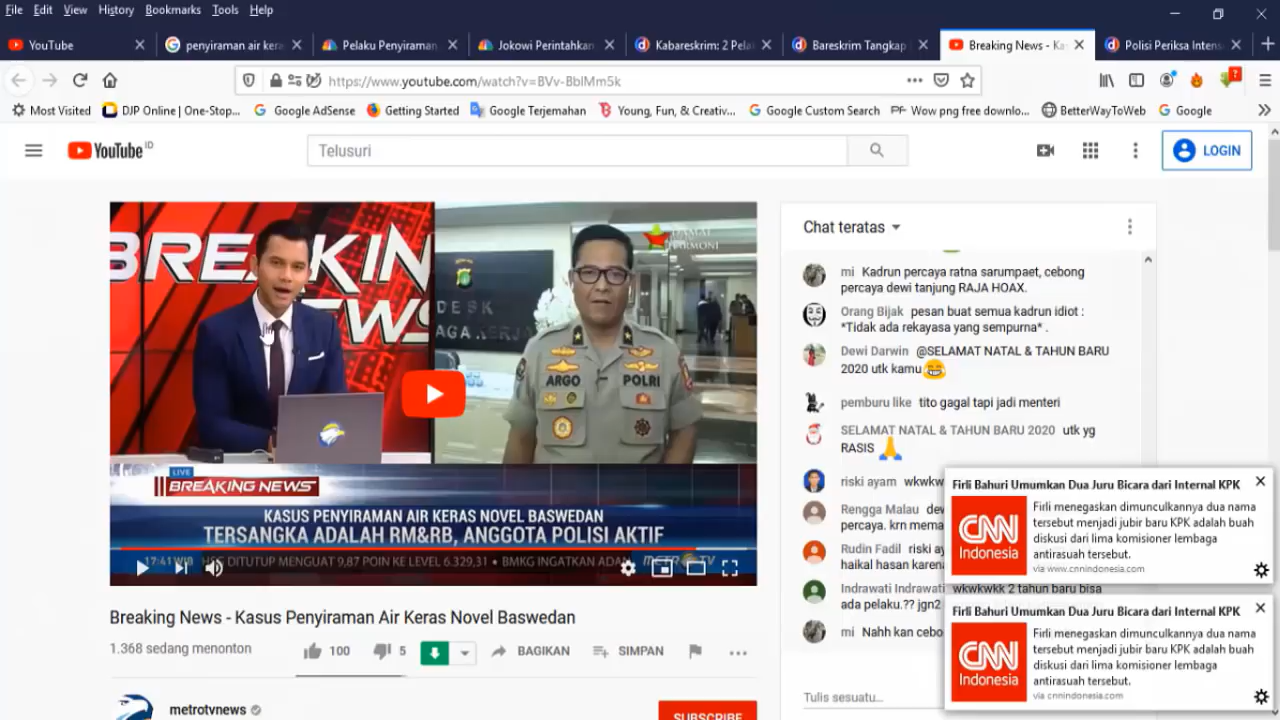 File Edit View History Bookmarks Tools Help
YouTube
penyiraman air kera
Pelaku Penyiraman
Jokowi Perintahkan
Kabareskrim: 2 Pela
Bareskrim Tangkap
Breaking News - Ka
Polisi Periksa Intens
https://www.youtube.com/watch?v=BVv-BblMm5k
Most Visited
DJP Online | One-Stop...
Google AdSense
Getting Started
Google Terjemahan
Young, Fun, & Creativ...
Google Custom Search
Wow png free downlo...
BetterWayToWeb
Google
YouTube ID
Telusuri
LOGIN
BREAKIN
NEWS
DAMAI
HARMONI
DESK
AGA KERJA
ARGO
POLRI
LIVE
BREAKING NEWS
KASUS PENYIRAMAN AIR KERAS NOVEL BASWEDAN
TERSANGKA ADALAH RM&RB, ANGGOTA POLISI AKTIF
17:41 WIB
DITUTUP MENGUAT 9,87 POIN KE LEVEL 6.329,31 • BMKG INGATKAN ADAN
METRO TV
Chat teratas
mi Kadrun percaya ratna sarumpaet, cebong
percaya dewi tanjung RAJA HOAX.
Orang Bijak pesan buat semua kadrun idiot :
*Tidak ada rekayasa yang sempurna* .
Dewi Darwin @SELAMAT NATAL & TAHUN BARU
2020 utk kamu😂
pemburu like tito gagal tapi jadi menteri
SELAMAT NATAL & TAHUN BARU 2020 utk yg
RASIS 🙏
riski ayam wkwkw
Rengga Malau dew
percaya. krn mema
Rudin Fadil riski ay
haikal hasan karena
Indrawati Indrawati wkwkwkk 2 tahun baru bisa
ada pelaku.?? jgn2
mi Nahh kan cebo
Tulis sesuatu...
Firli Bahuri Umumkan Dua Juru Bicara dari Internal KPK
CNN
Indonesia
Firli menegaskan dimunculkannya dua nama
tersebut menjadi jubir baru KPK adalah buah
diskusi dari lima komisioner lembaga
antirasuah tersebut.
via www.cnnindonesia.com
Firli Bahuri Umumkan Dua Juru Bicara dari Internal KPK
CNN
Indonesia
Firli menegaskan dimunculkannya dua nama
tersebut menjadi jubir baru KPK adalah buah
diskusi dari lima komisioner lembaga
antirasuah tersebut.
via cnnindonesia.com
Breaking News - Kasus Penyiraman Air Keras Novel Baswedan
1.368 sedang menonton
100
5
BAGIKAN
SIMPAN
metrotvnews
SUBSCRIBE